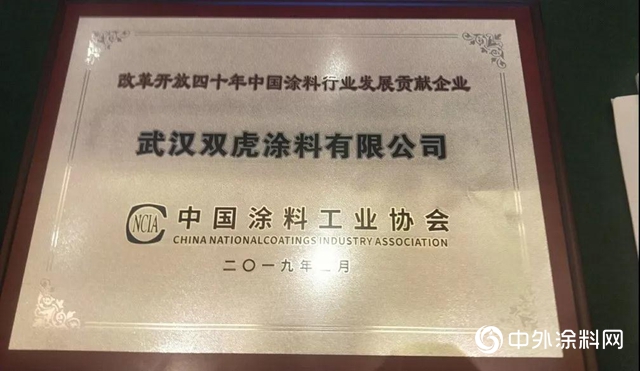 改革开放四十年中国涂料行业发展贡献企业
武汉双虎涂料有限公司
NCIA
中国涂料工业协会
CHINA NATIONALCOATINGS INDUSTRY ASSOCIATION
二〇一九年 月
中外涂料网